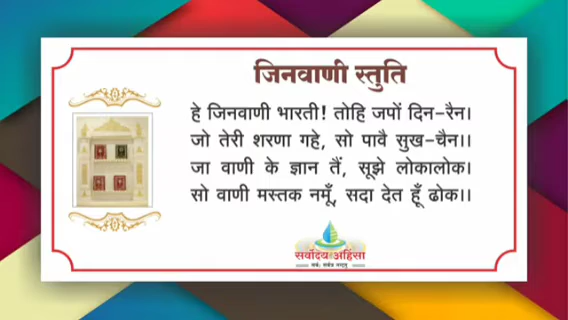 जिनवाणी स्तुति
हे जिनवाणी भारती! तोहि जपों दिन-रैन।
जो तेरी शरणा गहे, सो पावै सुख-चैन।।
जा वाणी के ज्ञान तैं, सूझे लोकालोक।
सो वाणी मस्तक नमूँ, सदा देत हूँ ढोक।।
सर्वोदय अहिंसा